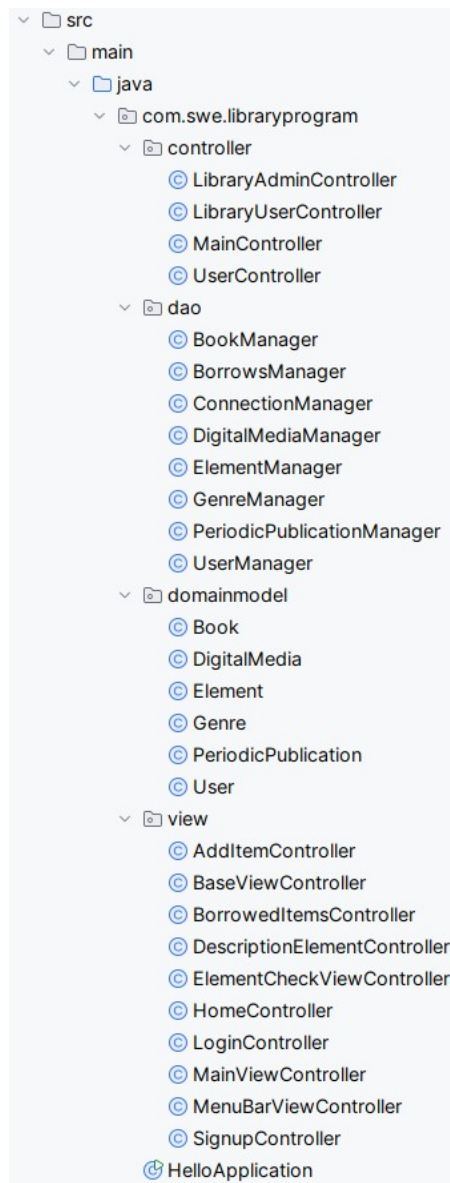 src
main
java
com.swe.libraryprogram
controller
LibraryAdminController
LibraryUserController
MainController
UserController
dao
BookManager
BorrowsManager
ConnectionManager
DigitalMediaManager
ElementManager
GenreManager
PeriodicPublicationManager
UserManager
domainmodel
Book
DigitalMedia
Element
Genre
PeriodicPublication
User
view
AddItemController
BaseViewController
BorrowedItemsController
DescriptionElementController
ElementCheckViewController
HomeController
LoginController
MainViewController
MenuBarViewController
SignupController
HelloApplication